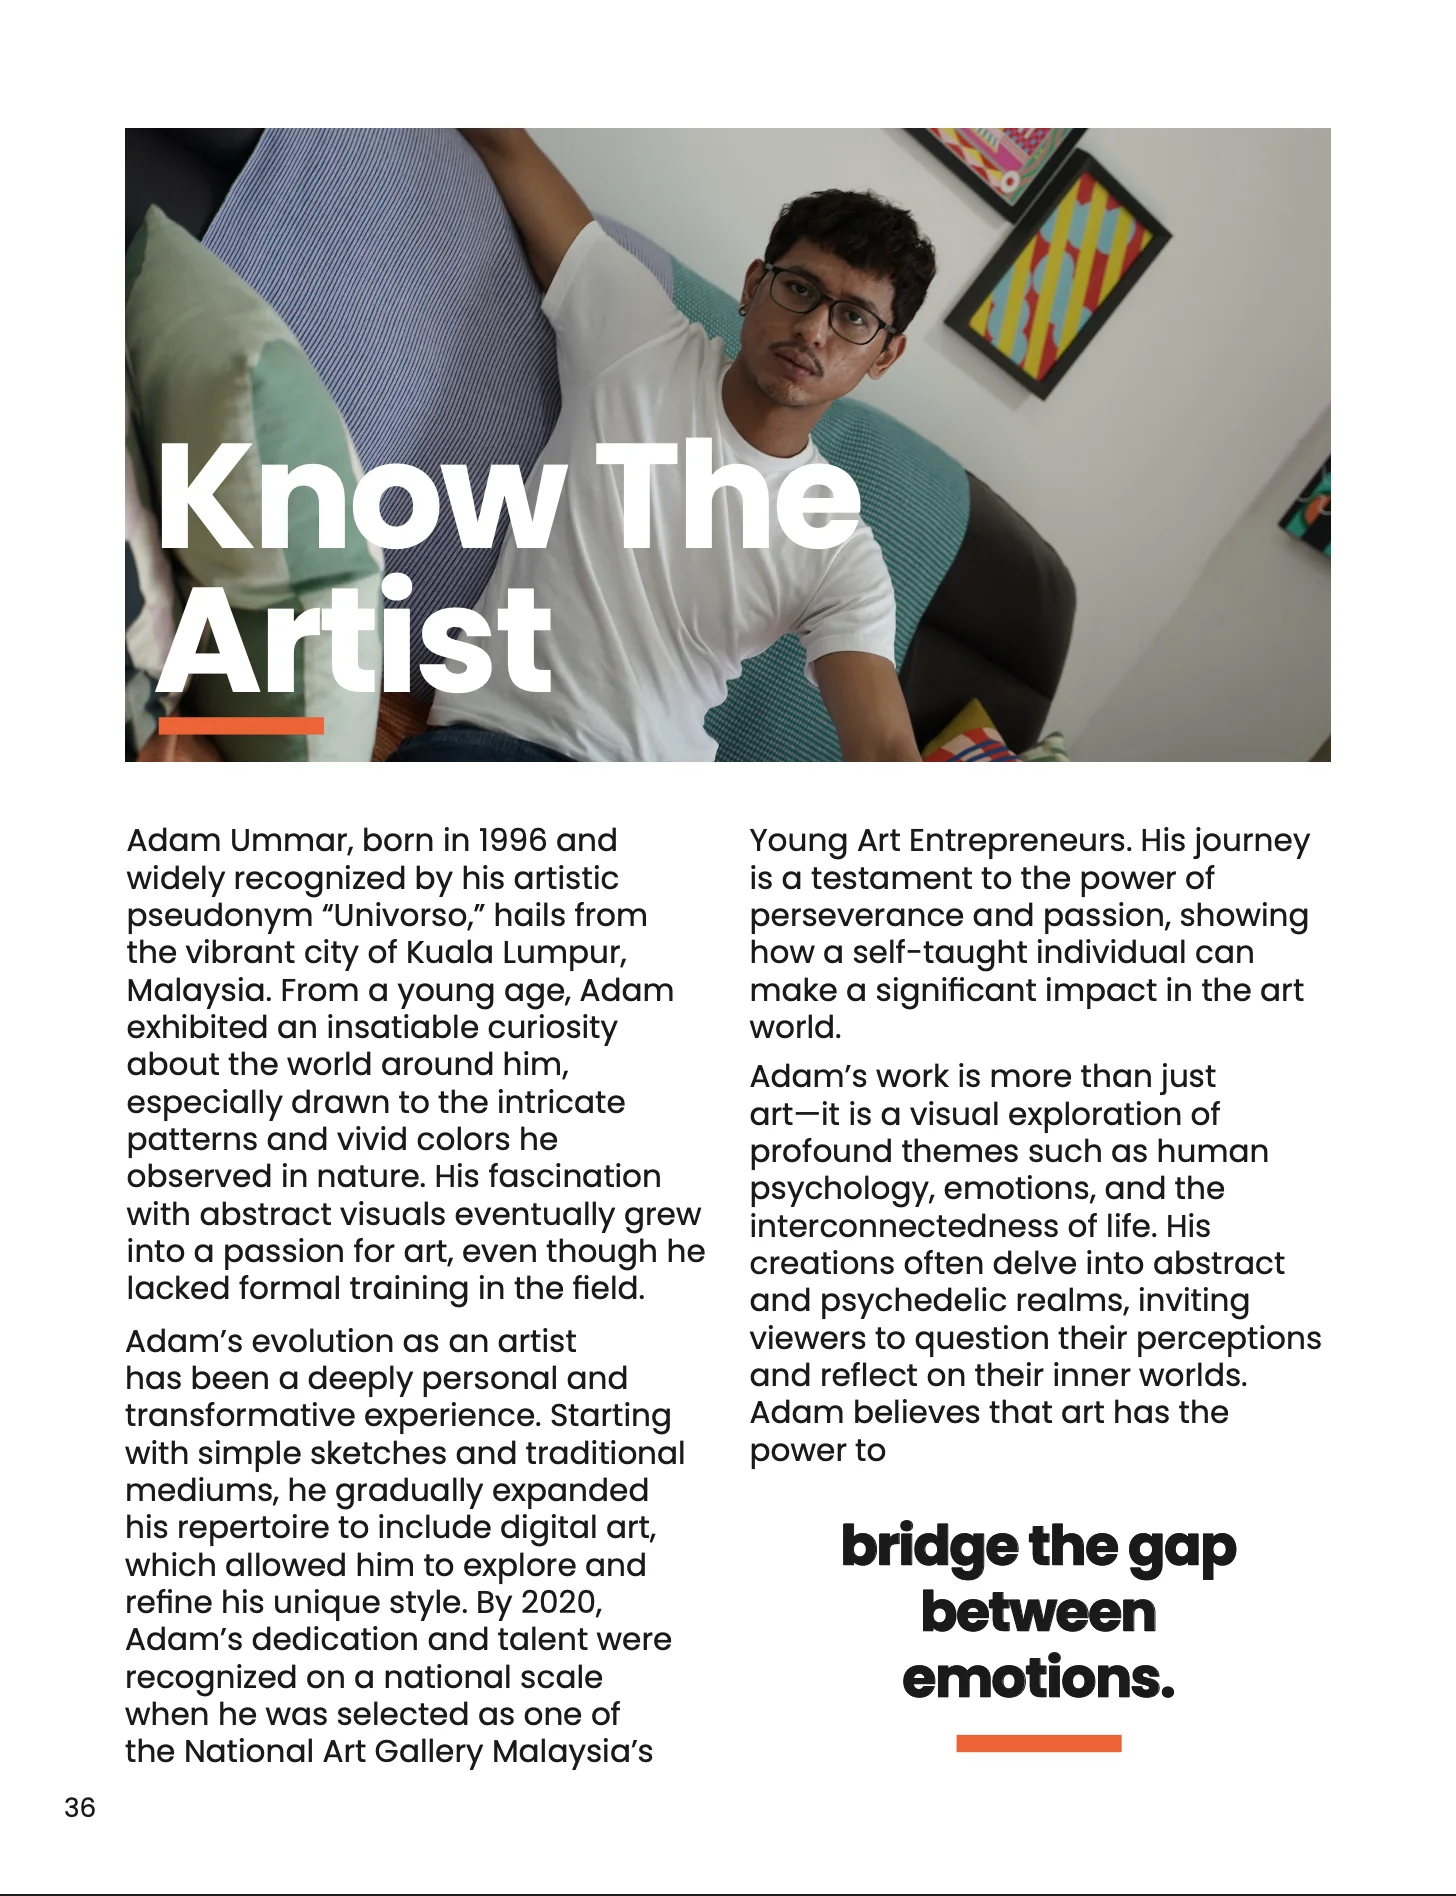 Know The
Artist
Adam Ummar, born in 1996 and
widely recognized by his artistic
pseudonym “Univorso,” hails from
the vibrant city of Kuala Lumpur,
Malaysia. From a young age, Adam
exhibited an insatiable curiosity
about the world around him,
especially drawn to the intricate
patterns and vivid colors he
observed in nature. His fascination
with abstract visuals eventually grew
into a passion for art, even though he
lacked formal training in the field.
Adam’s evolution as an artist
has been a deeply personal and
transformative experience. Starting
with simple sketches and traditional
mediums, he gradually expanded
his repertoire to include digital art,
which allowed him to explore and
refine his unique style. By 2020,
Adam’s dedication and talent were
recognized on a national scale
when he was selected as one of
the National Art Gallery Malaysia’s
Young Art Entrepreneurs. His journey
is a testament to the power of
perseverance and passion, showing
how a self-taught individual can
make a significant impact in the art
world.
Adam’s work is more than just
art—it is a visual exploration of
profound themes such as human
psychology, emotions, and the
interconnectedness of life. His
creations often delve into abstract
and psychedelic realms, inviting
viewers to question their perceptions
and reflect on their inner worlds.
Adam believes that art has the
power to
bridge the gap
between
emotions.
36